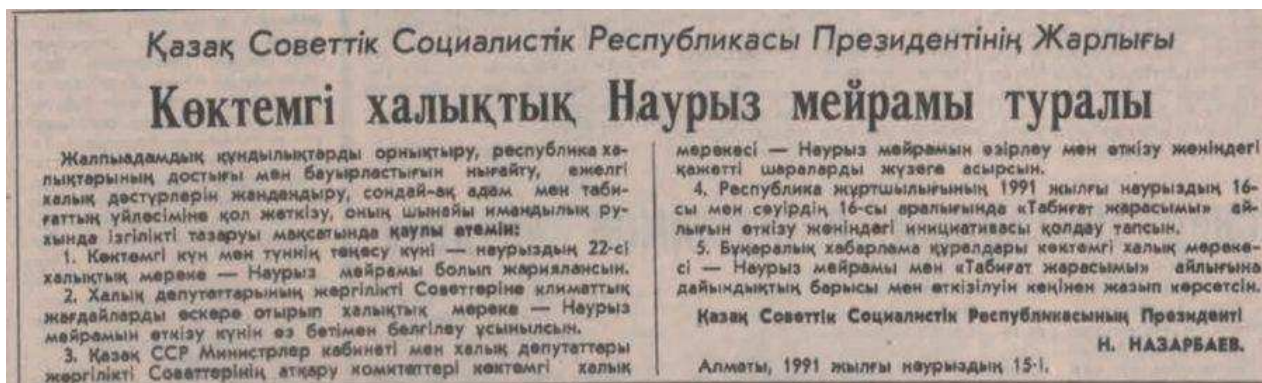 Қазақ Советтік Социалистік Республикасы Президентінің Жарлығы
Көктемгі халықтық Наурыз мейрамы туралы
Жалпыадамдық құндылықтарды орнықтыру, республика ха-
лықтарының достығы мен бауырластығын нығайту, ежелгі
халық дәстүрлерін жандандыру, сондай-ақ адам мен таби-
ғаттың үйлесіміне қол жеткізу, оның шынайы имандылық ру-
хында ізгілікті тазаруы мақсатында қаулы етемін:
1. Көктемгі күн мен түннің теңесу күні — наурыздың 22-сі
халықтық мереке — Наурыз мейрамы болып жариялансын.
2. Халық депутаттарының жергілікті Советтеріне климаттық
жағдайларды ескере отырып халықтық мереке — Наурыз
мейрамын өткізу күнін өз бетімен белгілеу ұсынылсын.
3. Қазақ ССР Министрлер кабинеті мен халық депутаттары
жергілікті Советтерінің атқару комитеттері көктемгі халық
мерекесі — Наурыз мейрамын әзірлеу мен өткізу жөніндегі
қажетті шараларды жүзеге асырсын.
4. Республика жұртшылығының 1991 жылғы наурыздың 16-
сы мен сәуірдің 16-сы аралығында «Табиғат жарасымы» ай-
лығын өткізу жөніндегі инициативасы қолдау тапсын.
5. Бұқаралық хабарлама құралдары көктемгі халық мереке-
сі — Наурыз мейрамы мен «Табиғат жарасымы» айлығына
дайындықтың барысы мен өткізілуін кеңінен жазып көрсетсін.
Қазақ Советтік Социалистік Республикасының Президенті
Н. НАЗАРБАЕВ.
Алматы, 1991 жылғы наурыздың 15-і.